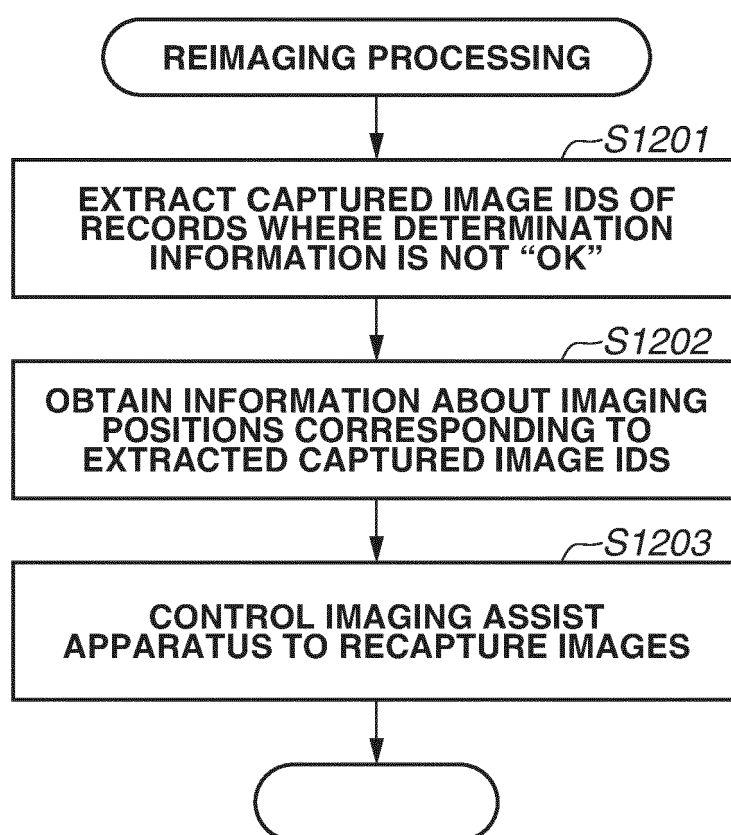 REIMAGING PROCESSING
S1201
EXTRACT CAPTURED IMAGE IDS OF
RECORDS WHERE DETERMINATION
INFORMATION IS NOT “OK”
S1202
OBTAIN INFORMATION ABOUT IMAGING
POSITIONS CORRESPONDING TO
EXTRACTED CAPTURED IMAGE IDS
S1203
CONTROL IMAGING ASSIST
APPARATUS TO RECAPTURE IMAGES